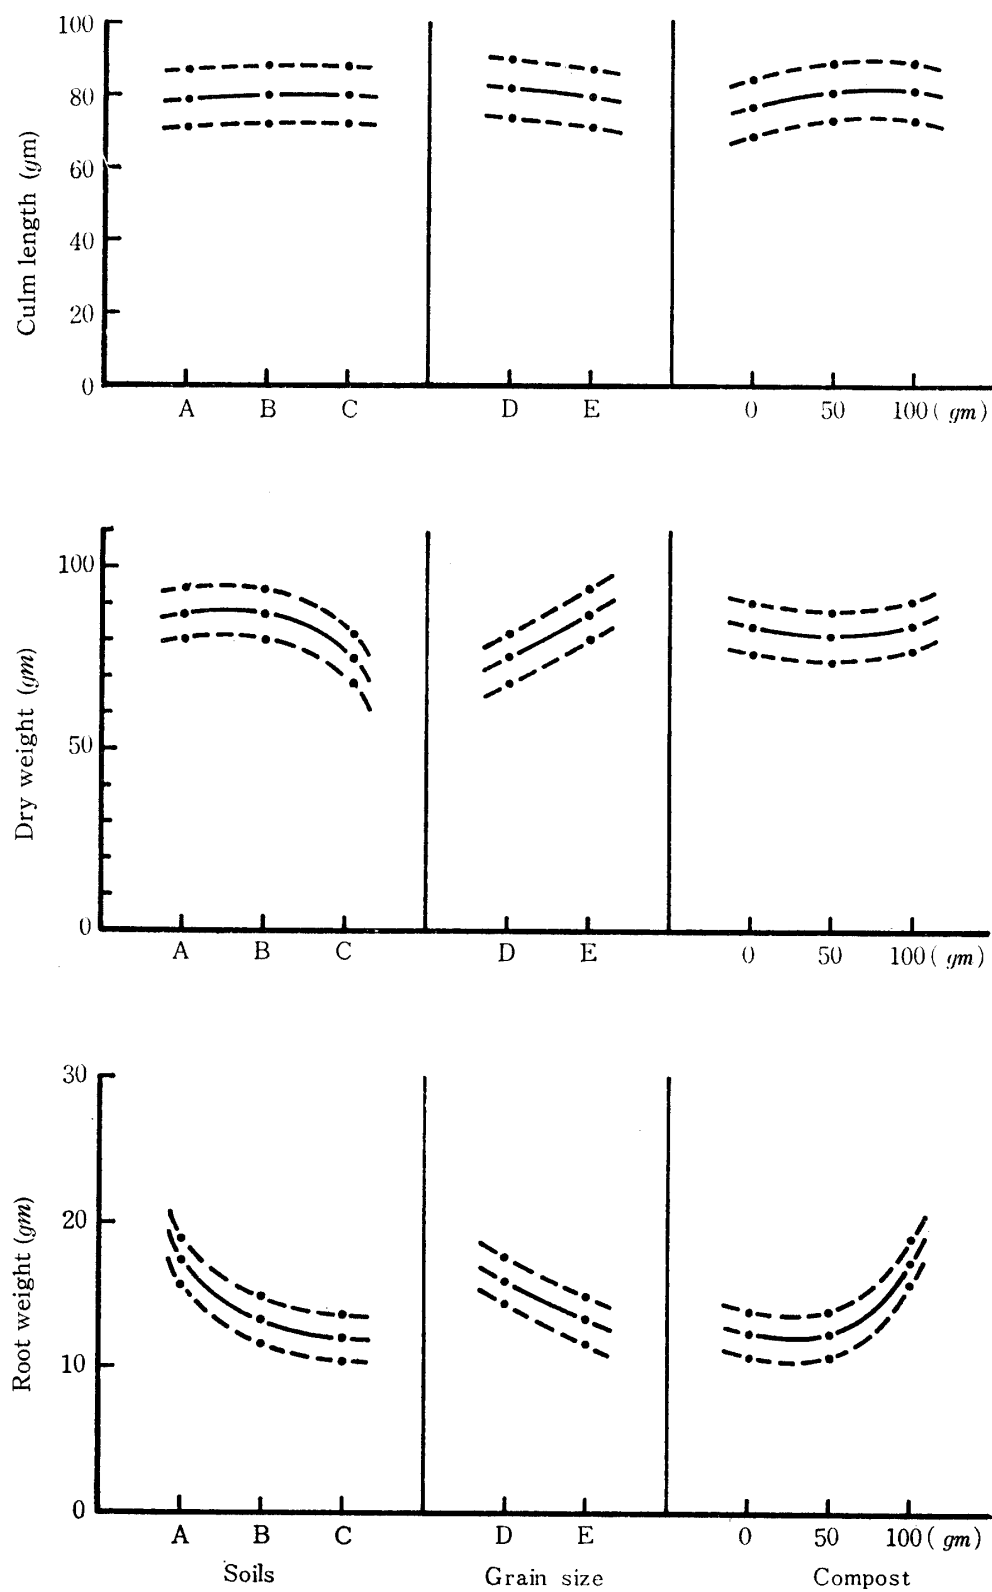 100
80
60
40
20
0
Culm length (gm)
A B C D E 0 50 100 (gm)
100
50
0
Dry weight (gm)
A B C D E 0 50 100 (gm)
30
20
10
0
Root weight (gm)
A B C D E 0 50 100 (gm)
Soils Grain size Compost